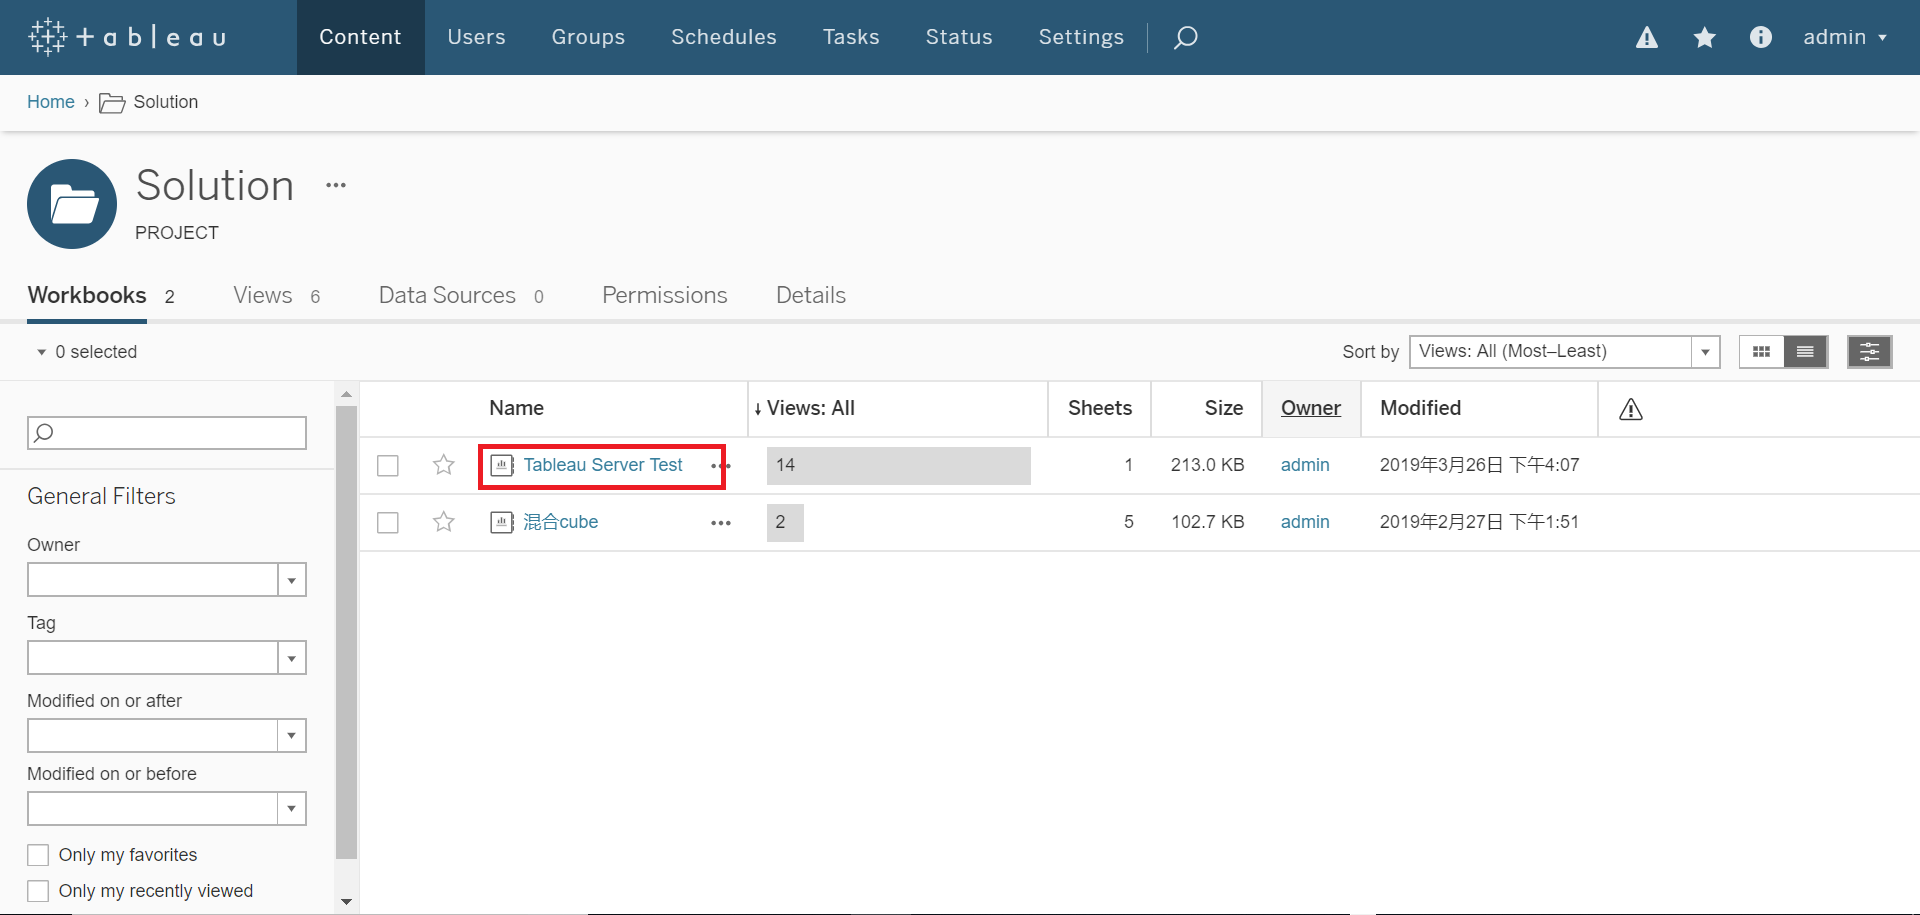 +ableau Content Users Groups Schedules Tasks Status Settings admin
Home › Solution
Solution ...
PROJECT
Workbooks 2 Views 6 Data Sources 0 Permissions Details
0 selected Sort by Views: All (Most–Least)
Name ↓ Views: All Sheets Size Owner Modified
Tableau Server Test ... 14 1 213.0 KB admin 2019年3月26日 下午4:07
混合cube ... 2 5 102.7 KB admin 2019年2月27日 下午1:51
General Filters
Owner
Tag
Modified on or after
Modified on or before
Only my favorites
Only my recently viewed